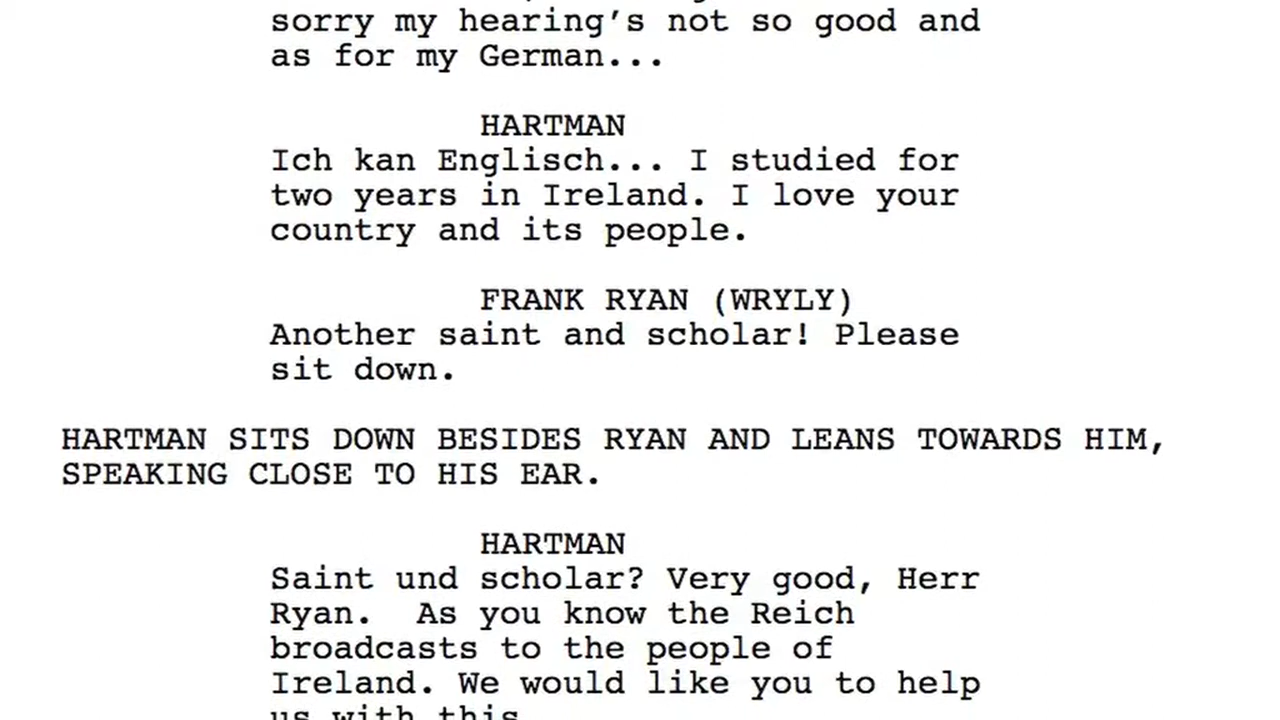 sorry my hearing's not so good and
as for my German...
HARTMAN
Ich kan Englisch... I studied for
two years in Ireland. I love your
country and its people.
FRANK RYAN (WRYLY)
Another saint and scholar! Please
sit down.
HARTMAN SITS DOWN BESIDES RYAN AND LEANS TOWARDS HIM,
SPEAKING CLOSE TO HIS EAR.
HARTMAN
Saint und scholar? Very good, Herr
Ryan.  As you know the Reich
broadcasts to the people of
Ireland. We would like you to help
us with this